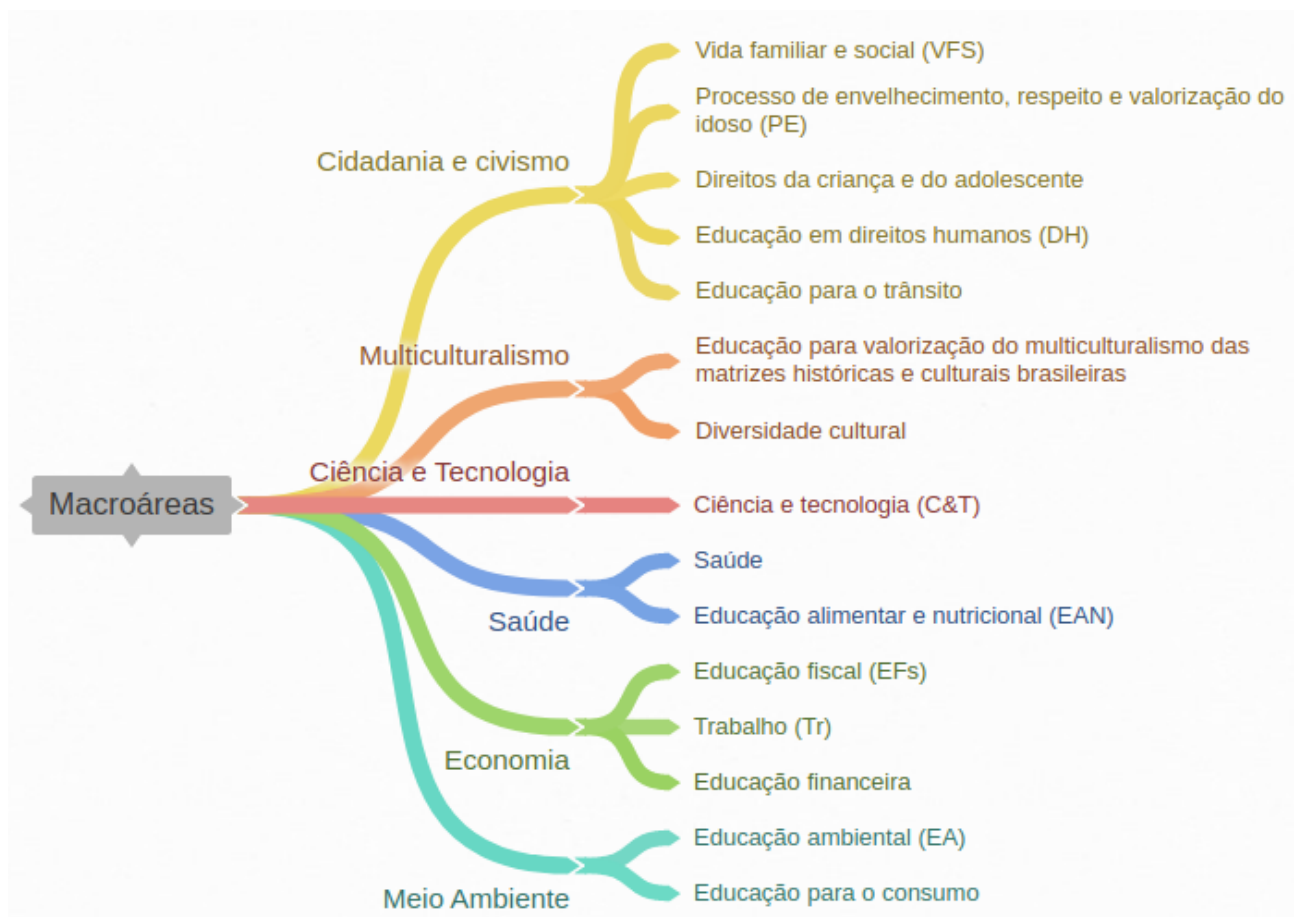 Vida familiar e social (VFS)
Processo de envelhecimento, respeito e valorização do
idoso (PE)
Cidadania e civismo
Direitos da criança e do adolescente
Educação em direitos humanos (DH)
Educação para o trânsito
Multiculturalismo
Educação para valorização do multiculturalismo das
matrizes históricas e culturais brasileiras
Diversidade cultural
Ciência e Tecnologia
Macroáreas
Ciência e tecnologia (C&T)
Saúde
Saúde
Educação alimentar e nutricional (EAN)
Educação fiscal (EFs)
Trabalho (Tr)
Economia
Educação financeira
Educação ambiental (EA)
Meio Ambiente
Educação para o consumo